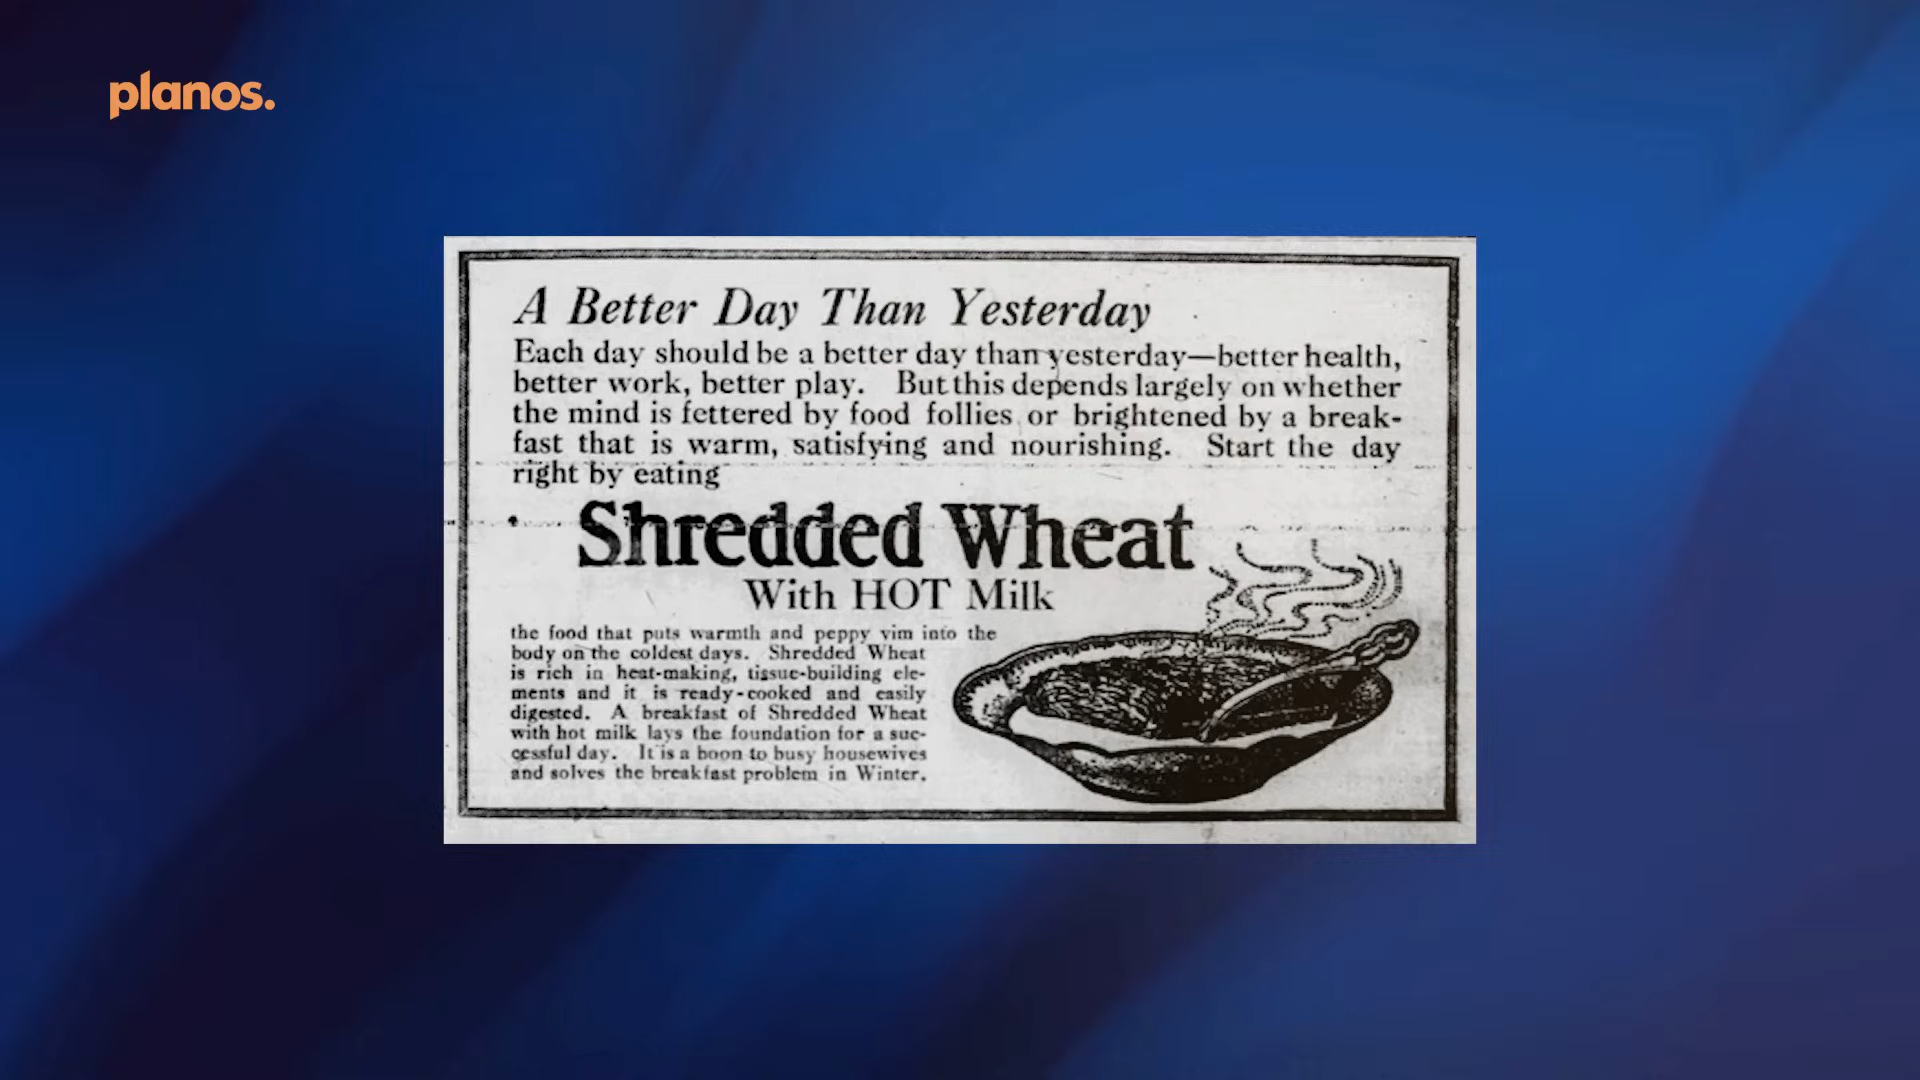 planos.
A Better Day Than Yesterday
Each day should be a better day than yesterday—better health,
better work, better play. But this depends largely on whether
the mind is fettered by food follies or brightened by a break-
fast that is warm, satisfying and nourishing. Start the day
right by eating
Shredded Wheat
With HOT Milk
the food that puts warmth and peppy vim into the
body on the coldest days. Shredded Wheat
is rich in heat-making, tissue-building ele-
ments and it is ready-cooked and easily
digested. A breakfast of Shredded Wheat
with hot milk lays the foundation for a suc-
cessful day. It is a boon to busy housewives
and solves the breakfast problem in Winter.